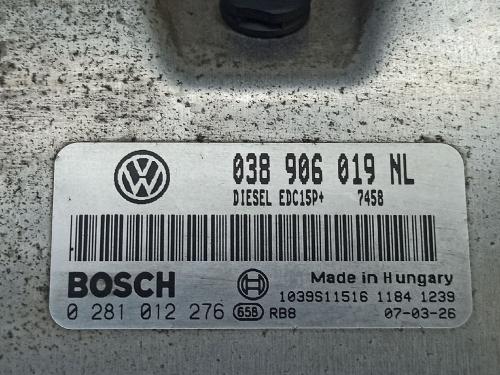 038 906 019 NL
DIESEL EDC15P+ 7458
BOSCH
Made in Hungary
1039S11516 1184 1239
0 281 012 276 658 RB8 07-03-26